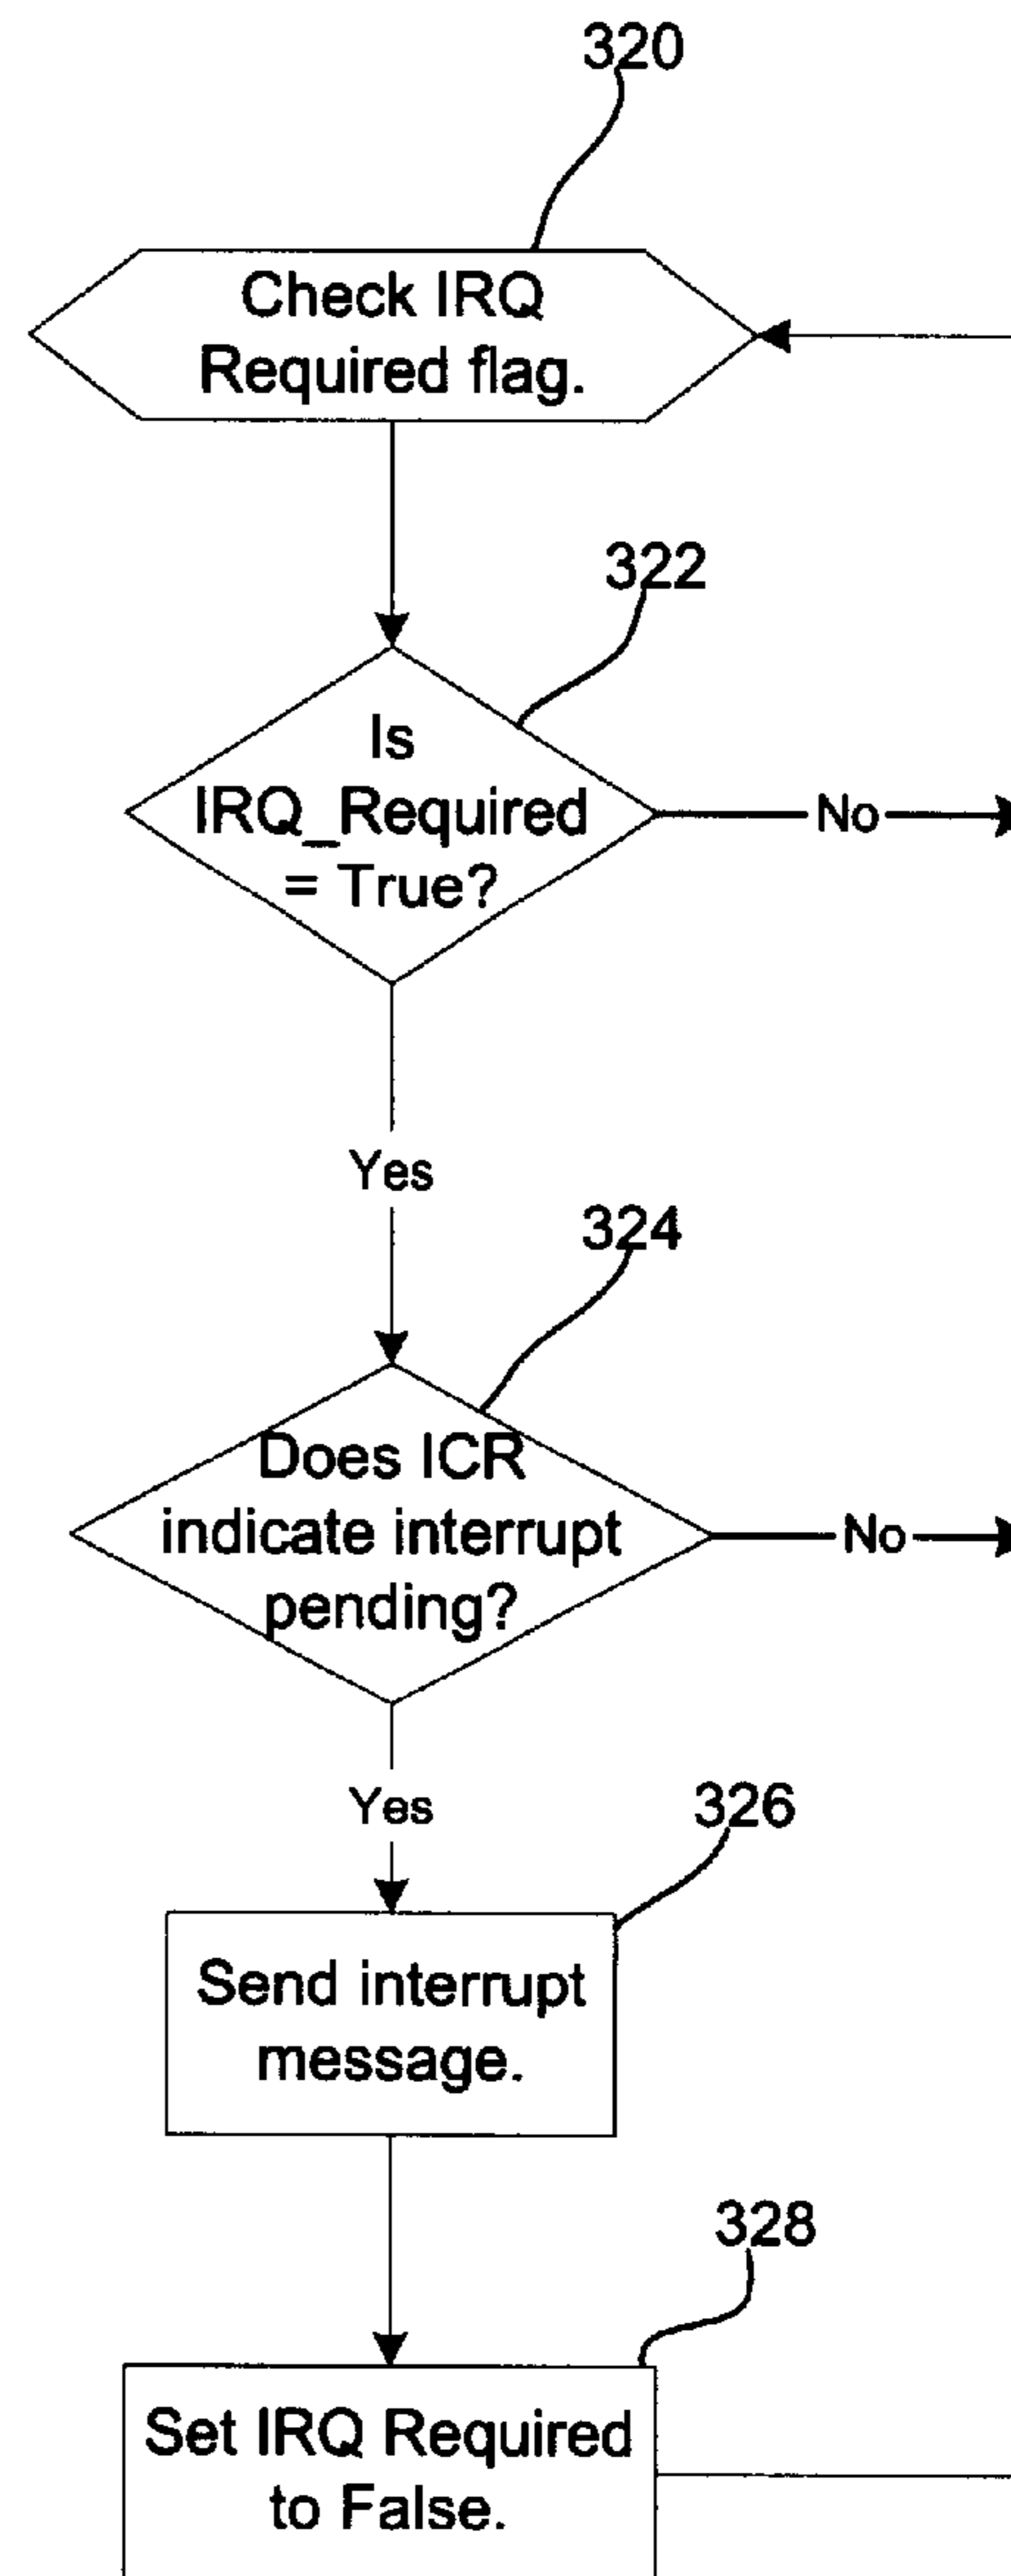 320
Check IRQ
Required flag.
322
Is
IRQ_Required
= True?
No
Yes
324
Does ICR
indicate interrupt
pending?
No
Yes
326
Send interrupt
message.
328
Set IRQ Required
to False.